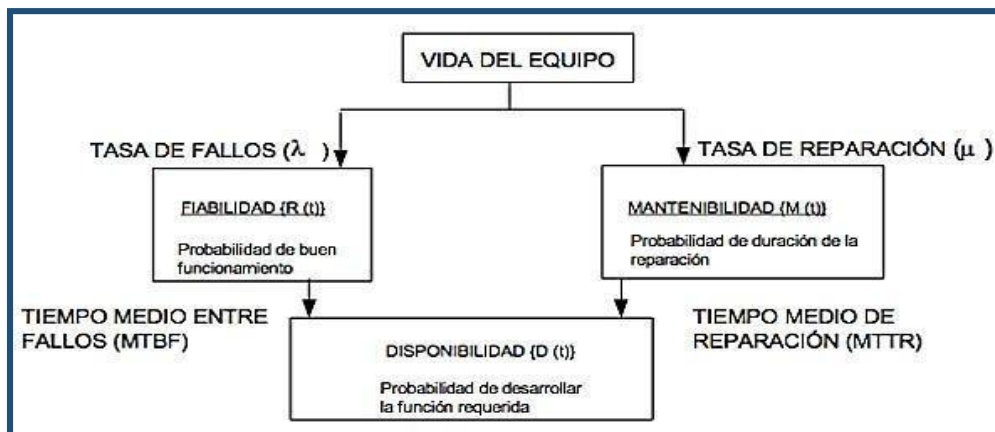 VIDA DEL EQUIPO
TASA DE FALLOS (λ )
TASA DE REPARACIÓN (μ )
FIABILIDAD {R (t)}
Probabilidad de buen
funcionamiento
MANTENIBILIDAD {M (t)}
Probabilidad de duración de la
reparación
TIEMPO MEDIO ENTRE
FALLOS (MTBF)
TIEMPO MEDIO DE
REPARACIÓN (MTTR)
DISPONIBILIDAD {D (t)}
Probabilidad de desarrollar
la función requerida